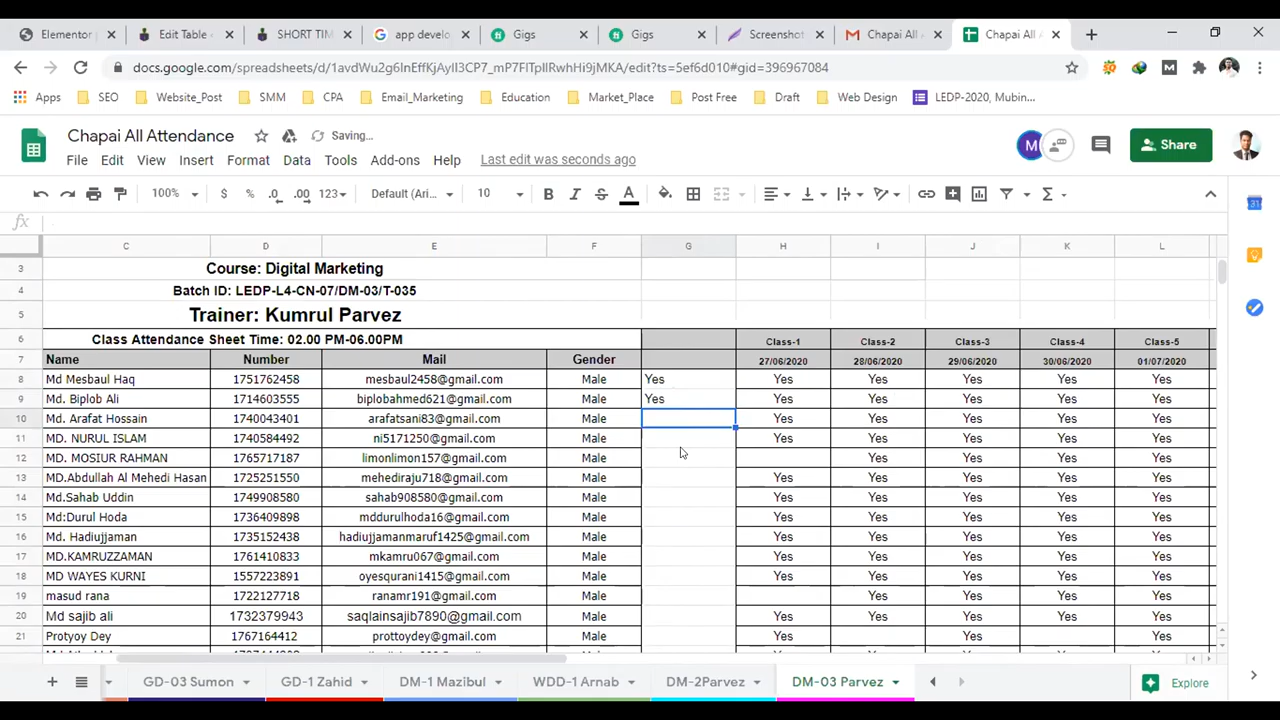 Elementor
Edit Table
SHORT TIM
app develo
Gigs
Gigs
Screenshot
Chapai All
Chapai All
docs.google.com/spreadsheets/d/1avdWu2g6InEffKjAyII3CP7_mP7FITpIIRwhHi9jMKA/edit?ts=5ef6d010#gid=396967084
Apps SEO Website_Post SMM CPA Email_Marketing Education Market_Place Post Free Draft Web Design LEDP-2020, Mubin...
Chapai All Attendance Saving...
File Edit View Insert Format Data Tools Add-ons Help Last edit was seconds ago
M
Share
100% $ % .0 .00 123 Default (Ari... 10 B I S A
fx
C D E F G H I J K L
3 Course: Digital Marketing
4 Batch ID: LEDP-L4-CN-07/DM-03/T-035
5 Trainer: Kumrul Parvez
6 Class Attendance Sheet Time: 02.00 PM-06.00PM Class-1 Class-2 Class-3 Class-4 Class-5
7 Name Number Mail Gender 27/06/2020 28/06/2020 29/06/2020 30/06/2020 01/07/2020
8 Md Mesbaul Haq 1751762458 mesbaul2458@gmail.com Male Yes Yes Yes Yes Yes Yes
9 Md. Biplob Ali 1714603555 biplobahmed621@gmail.com Male Yes Yes Yes Yes Yes Yes
10 Md. Arafat Hossain 1740043401 arafatsani83@gmail.com Male Yes Yes Yes Yes Yes
11 MD. NURUL ISLAM 1740584492 ni5171250@gmail.com Male Yes Yes Yes Yes Yes
12 MD. MOSIUR RAHMAN 1765717187 limonlimon157@gmail.com Male Yes Yes Yes Yes
13 MD.Abdullah Al Mehedi Hasan 1725251550 mehediraju718@gmail.com Male Yes Yes Yes Yes Yes
14 Md.Sahab Uddin 1749908580 sahab908580@gmail.com Male Yes Yes Yes Yes Yes
15 Md:Durul Hoda 1736409898 mddurulhoda16@gmail.com Male Yes Yes Yes Yes Yes
16 Md. Hadiujjaman 1735152438 hadiujjamanmaruf1425@gmail.com Male Yes Yes Yes Yes Yes
17 MD.KAMRUZZAMAN 1761410833 mkamru067@gmail.com Male Yes Yes Yes Yes Yes
18 MD WAYES KURNI 1557223891 oyesqurani1415@gmail.com Male Yes Yes Yes Yes Yes
19 masud rana 1722127718 ranamr191@gmail.com Male Yes Yes Yes Yes
20 Md sajib ali 1732379943 saqlainsajib7890@gmail.com Male Yes Yes Yes Yes Yes
21 Protyoy Dey 1767164412 prottoydey@gmail.com Male Yes Yes Yes
GD-03 Sumon GD-1 Zahid DM-1 Mazibul WDD-1 Arnab DM-2Parvez DM-03 Parvez Explore